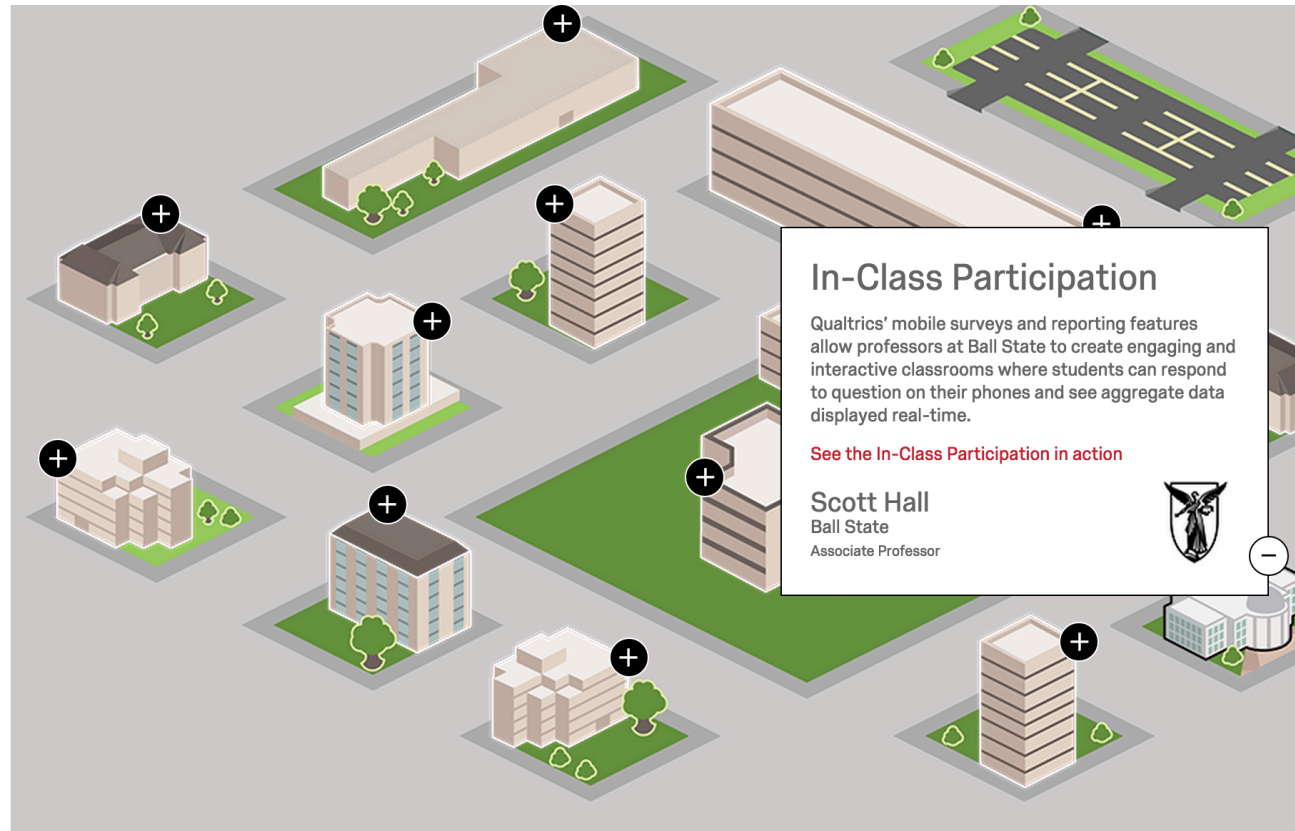 In-Class Participation
Qualtrics’ mobile surveys and reporting features
allow professors at Ball State to create engaging and
interactive classrooms where students can respond
to question on their phones and see aggregate data
displayed real-time.
See the In-Class Participation in action
Scott Hall
Ball State
Associate Professor